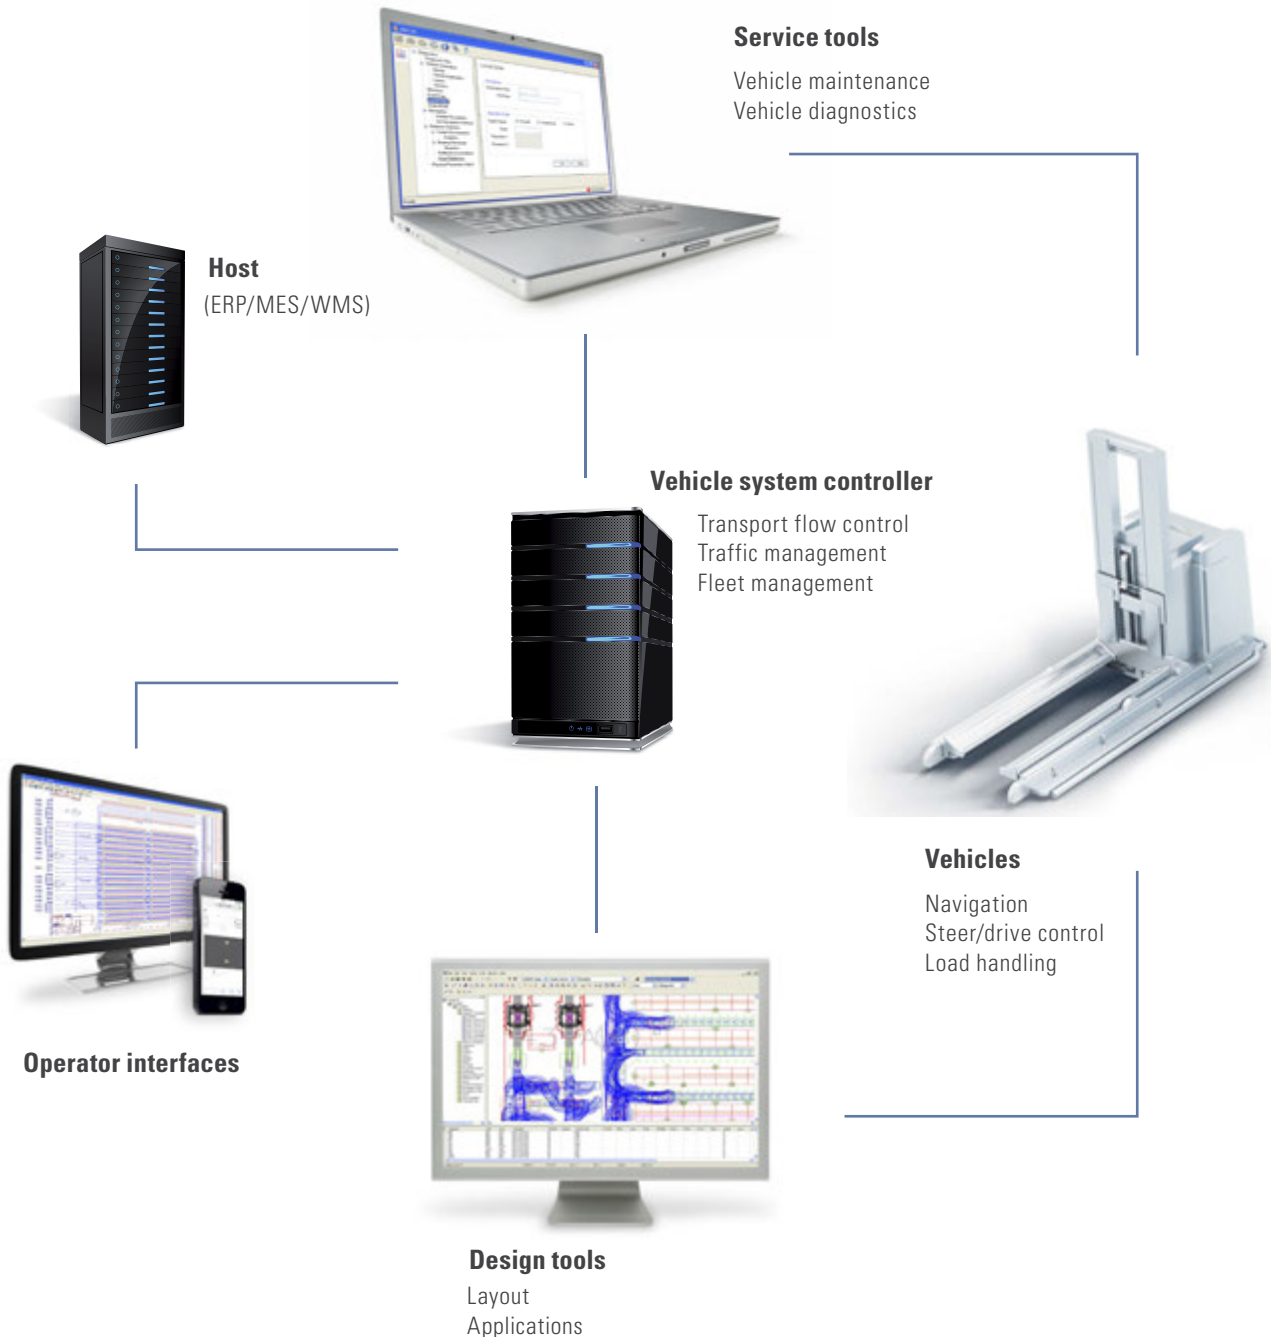 Service tools
Vehicle maintenance
Vehicle diagnostics
Host
(ERP/MES/WMS)
Vehicle system controller
Transport flow control
Traffic management
Fleet management
Vehicles
Navigation
Steer/drive control
Load handling
Operator interfaces
Design tools
Layout
Applications